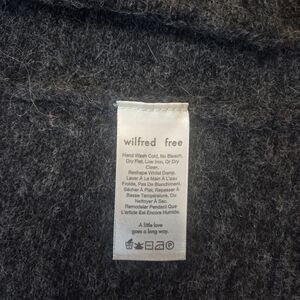 wilfred free
Hand Wash Cold, No Bleach,
Dry Flat, Low Iron, Or Dry
Clean.
Reshape Whilst Damp.
Laver À La Main À L'eau
Froide, Pas De Blanchiment,
Sécher À Plat, Repasser À
Basse Température, Ou
Nettoyer À Sec.
Remodeler Pendant Que
L'article Est Encore Humide.
A little love
goes a long way.